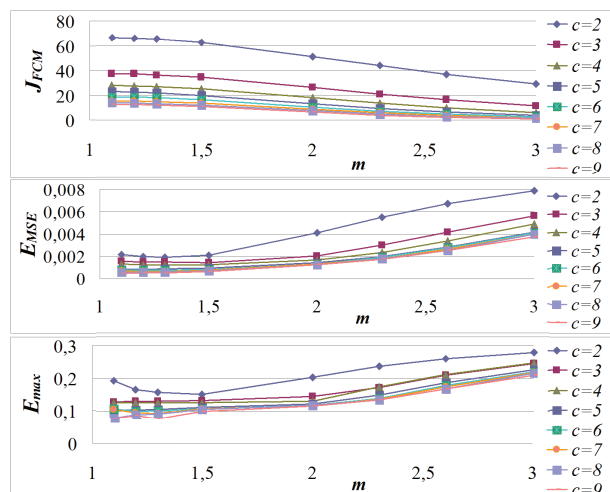 80
60
40
20
0
J_FCM
1
1,5
2
2,5
3
m
c=2
c=3
c=4
c=5
c=6
c=7
c=8
c=9
0,008
0,006
0,004
0,002
0
E_MSE
1
1,5
2
2,5
3
m
c=2
c=3
c=4
c=5
c=6
c=7
c=8
c=9
0,3
0,2
0,1
0
E_max
1
1,5
2
2,5
3
m
c=2
c=3
c=4
c=5
c=6
c=7
c=8
c=9